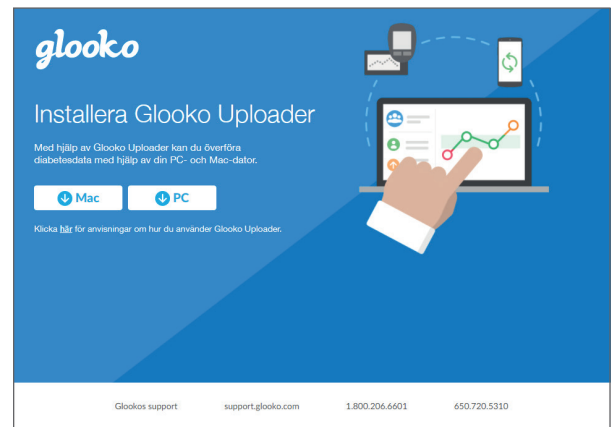 glooko
Installera Glooko Uploader
Med hjälp av Glooko Uploader kan du överföra
diabetesdata med hjälp av din PC- och Mac-dator.
Mac
PC
Klicka här för anvisningar om hur du använder Glooko Uploader.
Glookos support
support.glooko.com
1.800.206.6601
650.720.5310